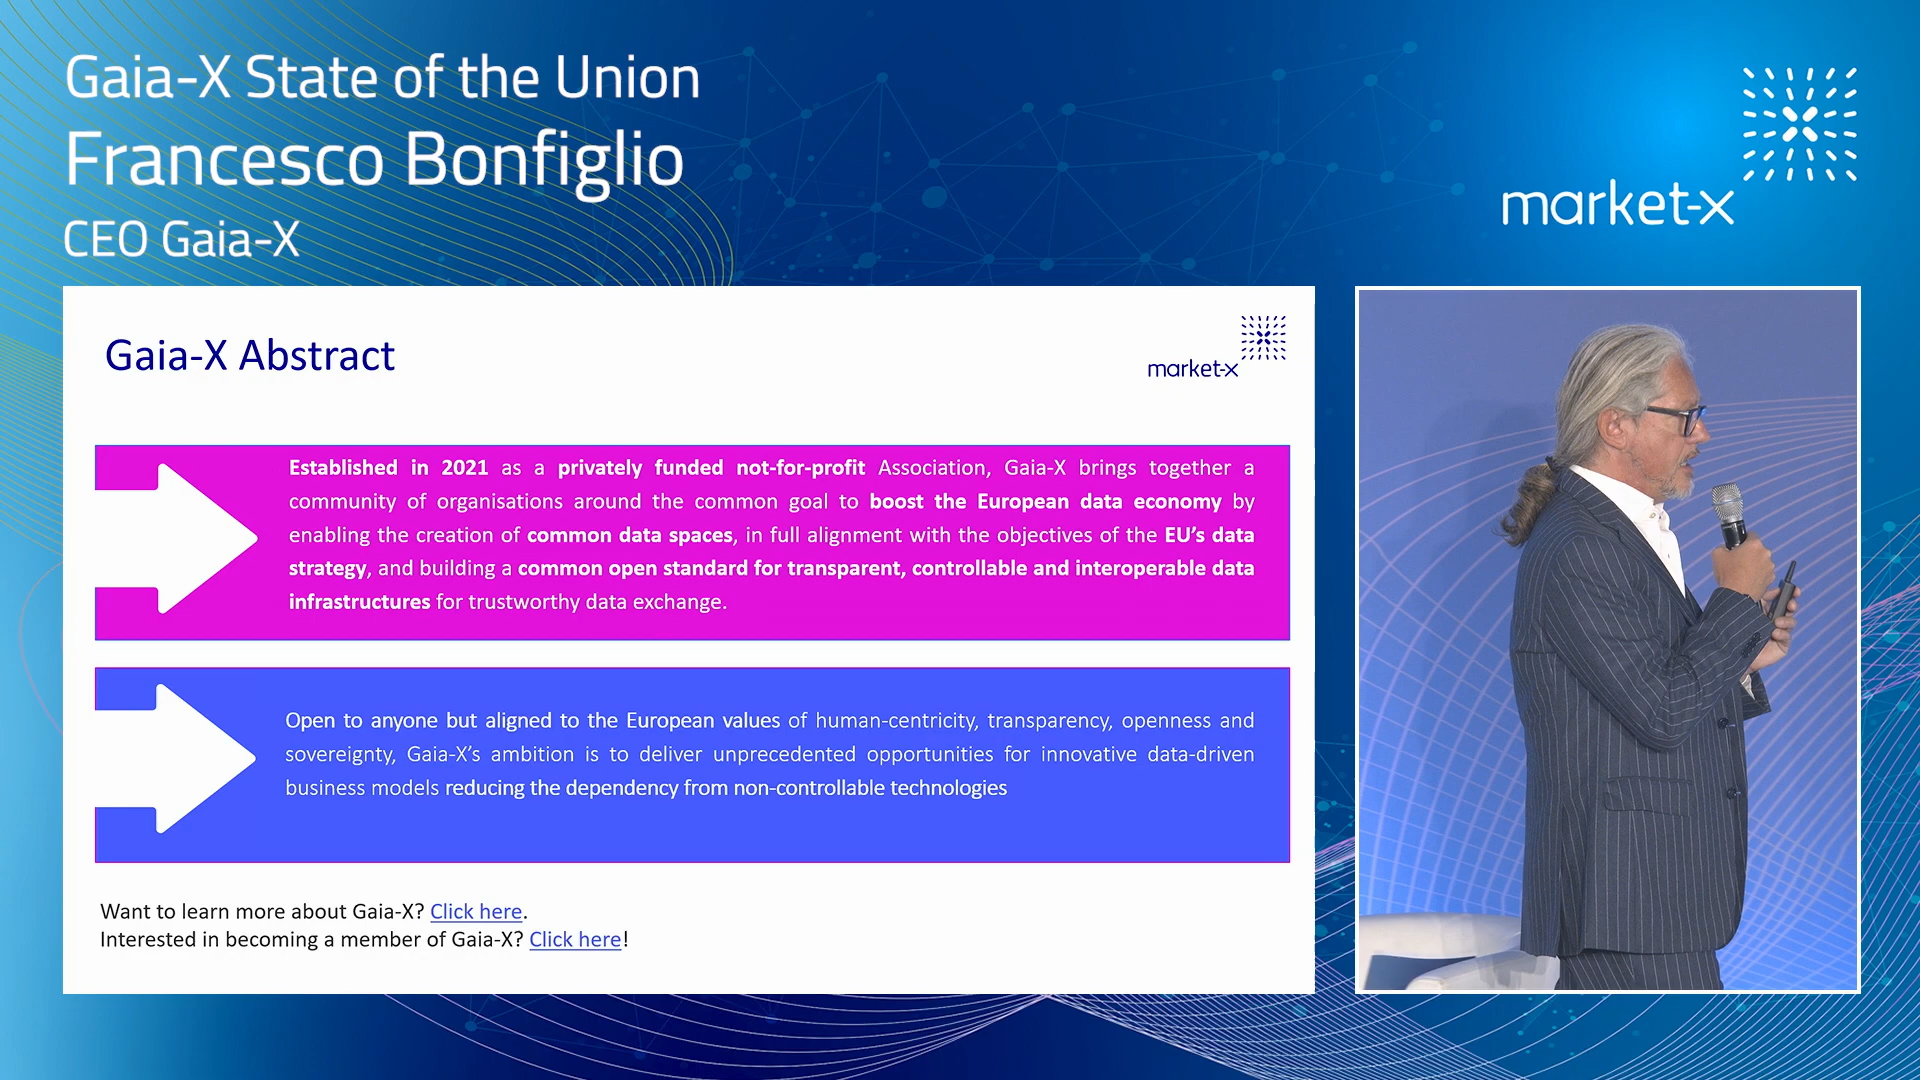 Gaia-X State of the Union
Francesco Bonfiglio
CEO Gaia-X
market-x
Gaia-X Abstract
market-x
Established in 2021 as a privately funded not-for-profit Association, Gaia-X brings together a
community of organisations around the common goal to boost the European data economy by
enabling the creation of common data spaces, in full alignment with the objectives of the EU’s data
strategy, and building a common open standard for transparent, controllable and interoperable data
infrastructures for trustworthy data exchange.
Open to anyone but aligned to the European values of human-centricity, transparency, openness and
sovereignty, Gaia-X’s ambition is to deliver unprecedented opportunities for innovative data-driven
business models reducing the dependency from non-controllable technologies
Want to learn more about Gaia-X? Click here.
Interested in becoming a member of Gaia-X? Click here!